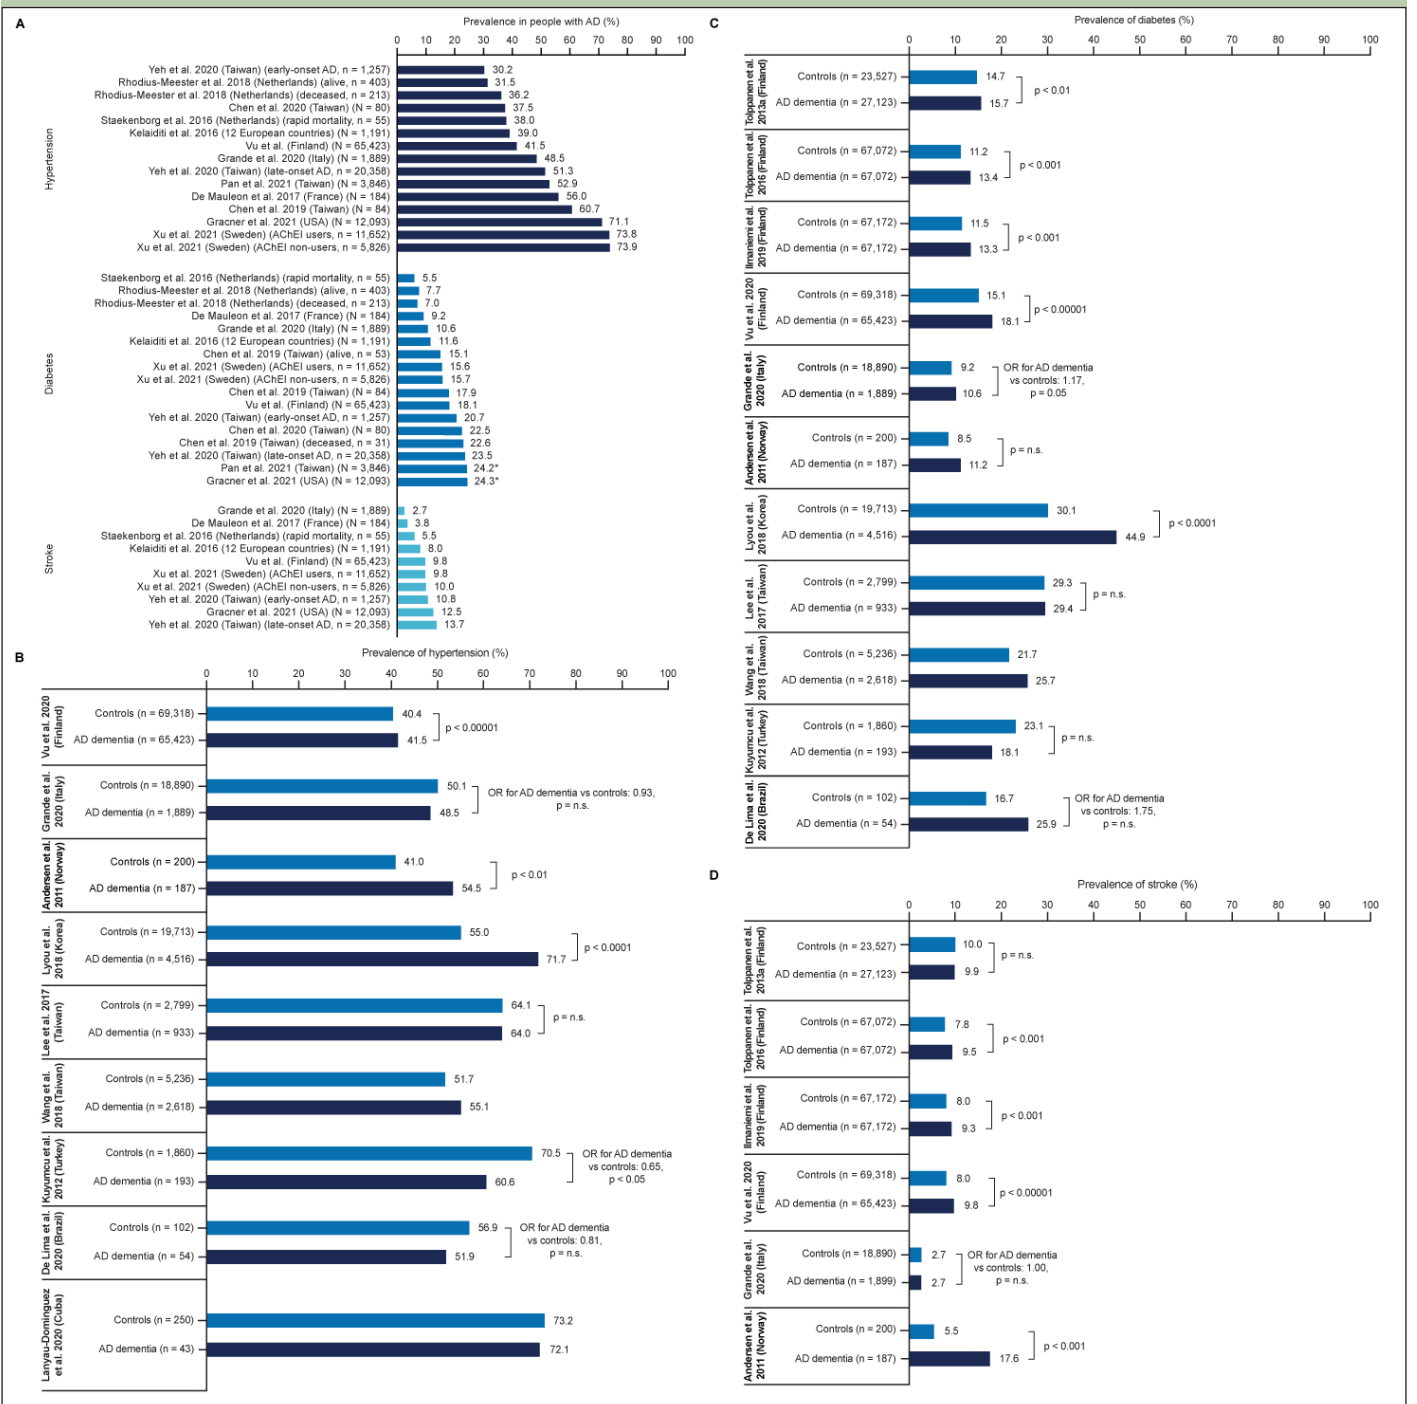 A
Prevalence in people with AD (%)
0 10 20 30 40 50 60 70 80 90 100
Hypertension
Yeh et al. 2020 (Taiwan) (early-onset AD, n = 1,257) 30.2
Rhodius-Meester et al. 2018 (Netherlands) (alive, n = 403) 31.5
Rhodius-Meester et al. 2018 (Netherlands) (deceased, n = 213) 36.2
Chen et al. 2020 (Taiwan) (N = 80) 37.5
Staekenborg et al. 2016 (Netherlands) (rapid mortality, n = 55) 38.0
Kelaiditi et al. 2016 (12 European countries) (N = 1,191) 39.0
Vu et al. (Finland) (N = 65,423) 41.5
Grande et al. 2020 (Italy) (N = 1,889) 48.5
Yeh et al. 2020 (Taiwan) (late-onset AD, n = 20,358) 51.3
Pan et al. 2021 (Taiwan) (N = 3,846) 52.9
De Mauleon et al. 2017 (France) (N = 184) 56.0
Chen et al. 2019 (Taiwan) (N = 84) 60.7
Gracner et al. 2021 (USA) (N = 12,093) 71.1
Xu et al. 2021 (Sweden) (AChEI users, n = 11,652) 73.8
Xu et al. 2021 (Sweden) (AChEI non-users, n = 5,826) 73.9
Diabetes
Staekenborg et al. 2016 (Netherlands) (rapid mortality, n = 55) 5.5
Rhodius-Meester et al. 2018 (Netherlands) (alive, n = 403) 7.7
Rhodius-Meester et al. 2018 (Netherlands) (deceased, n = 213) 7.0
De Mauleon et al. 2017 (France) (N = 184) 9.2
Grande et al. 2020 (Italy) (N = 1,889) 10.6
Kelaiditi et al. 2016 (12 European countries) (N = 1,191) 11.6
Chen et al. 2019 (Taiwan) (alive, n = 53) 15.1
Xu et al. 2021 (Sweden) (AChEI users, n = 11,652) 15.6
Xu et al. 2021 (Sweden) (AChEI non-users, n = 5,826) 15.7
Chen et al. 2019 (Taiwan) (N = 84) 17.9
Vu et al. (Finland) (N = 65,423) 18.1
Yeh et al. 2020 (Taiwan) (early-onset AD, n = 1,257) 20.7
Chen et al. 2020 (Taiwan) (N = 80) 22.5
Chen et al. 2019 (Taiwan) (deceased, n = 31) 22.6
Yeh et al. 2020 (Taiwan) (late-onset AD, n = 20,358) 23.5
Pan et al. 2021 (Taiwan) (N = 3,846) 24.2*
Gracner et al. 2021 (USA) (N = 12,093) 24.3*
Stroke
Grande et al. 2020 (Italy) (N = 1,889) 2.7
De Mauleon et al. 2017 (France) (N = 184) 3.8
Staekenborg et al. 2016 (Netherlands) (rapid mortality, n = 55) 5.5
Kelaiditi et al. 2016 (12 European countries) (N = 1,191) 8.0
Vu et al. (Finland) (N = 65,423) 9.8
Xu et al. 2021 (Sweden) (AChEI users, n = 11,652) 9.8
Xu et al. 2021 (Sweden) (AChEI non-users, n = 5,826) 10.0
Yeh et al. 2020 (Taiwan) (early-onset AD, n = 1,257) 10.8
Gracner et al. 2021 (USA) (N = 12,093) 12.5
Yeh et al. 2020 (Taiwan) (late-onset AD, n = 20,358) 13.7
B
Prevalence of hypertension (%)
0 10 20 30 40 50 60 70 80 90 100
Vu et al. 2020
(Finland)
Controls (n = 69,318) 40.4
AD dementia (n = 65,423) 41.5
p < 0.00001
Grande et al.
2020 (Italy)
Controls (n = 18,890) 50.1
AD dementia (n = 1,889) 48.5
OR for AD dementia vs controls: 0.93,
p = n.s.
Andersen et al.
2011 (Norway)
Controls (n = 200) 41.0
AD dementia (n = 187) 54.5
p < 0.01
Lyou et al.
2018 (Korea)
Controls (n = 19,713) 55.0
AD dementia (n = 4,516) 71.7
p < 0.0001
Lee et al. 2017
(Taiwan)
Controls (n = 2,799) 64.1
AD dementia (n = 933) 64.0
p = n.s.
Wang et al.
2018 (Taiwan)
Controls (n = 5,236) 51.7
AD dementia (n = 2,618) 55.1
Kuyumcu et al.
2012 (Turkey)
Controls (n = 1,860) 70.5
AD dementia (n = 193) 60.6
OR for AD dementia
vs controls: 0.65,
p < 0.05
De Lima et al.
2020 (Brazil)
Controls (n = 102) 56.9
AD dementia (n = 54) 51.9
OR for AD dementia
vs controls: 0.81,
p = n.s.
Lanyau-Domínguez
et al. 2020 (Cuba)
Controls (n = 250) 73.2
AD dementia (n = 43) 72.1
C
Prevalence of diabetes (%)
0 10 20 30 40 50 60 70 80 90 100
Tolppanen et al.
2013a (Finland)
Controls (n = 23,527) 14.7
AD dementia (n = 27,123) 15.7
p < 0.01
Tolppanen et al.
2016 (Finland)
Controls (n = 67,072) 11.2
AD dementia (n = 67,072) 13.4
p < 0.001
Ilmaniemi et al.
2019 (Finland)
Controls (n = 67,172) 11.5
AD dementia (n = 67,172) 13.3
p < 0.001
Vu et al. 2020
(Finland)
Controls (n = 69,318) 15.1
AD dementia (n = 65,423) 18.1
p < 0.00001
Grande et al.
2020 (Italy)
Controls (n = 18,890) 9.2
AD dementia (n = 1,889) 10.6
OR for AD dementia
vs controls: 1.17,
p = 0.05
Andersen et al.
2011 (Norway)
Controls (n = 200) 8.5
AD dementia (n = 187) 11.2
p = n.s.
Lyou et al.
2018 (Korea)
Controls (n = 19,713) 30.1
AD dementia (n = 4,516) 44.9
p < 0.0001
Lee et al.
2017 (Taiwan)
Controls (n = 2,799) 29.3
AD dementia (n = 933) 29.4
p = n.s.
Wang et al.
2018 (Taiwan)
Controls (n = 5,236) 21.7
AD dementia (n = 2,618) 25.7
Kuyumcu et al.
2012 (Turkey)
Controls (n = 1,860) 23.1
AD dementia (n = 193) 18.1
p = n.s.
De Lima et al.
2020 (Brazil)
Controls (n = 102) 16.7
AD dementia (n = 54) 25.9
OR for AD dementia
vs controls: 1.75,
p = n.s.
D
Prevalence of stroke (%)
0 10 20 30 40 50 60 70 80 90 100
Tolppanen et al.
2013a (Finland)
Controls (n = 23,527) 10.0
AD dementia (n = 27,123) 9.9
p = n.s.
Tolppanen et al.
2016 (Finland)
Controls (n = 67,072) 7.8
AD dementia (n = 67,072) 9.5
p < 0.001
Ilmaniemi et al.
2019 (Finland)
Controls (n = 67,172) 8.0
AD dementia (n = 67,172) 9.3
p < 0.001
Vu et al. 2020
(Finland)
Controls (n = 69,318) 8.0
AD dementia (n = 65,423) 9.8
p < 0.00001
Grande et al.
2020 (Italy)
Controls (n = 18,890) 2.7
AD dementia (n = 1,899) 2.7
OR for AD dementia
vs controls: 1.00,
p = n.s.
Andersen et al.
2011 (Norway)
Controls (n = 200) 5.5
AD dementia (n = 187) 17.6
p < 0.001